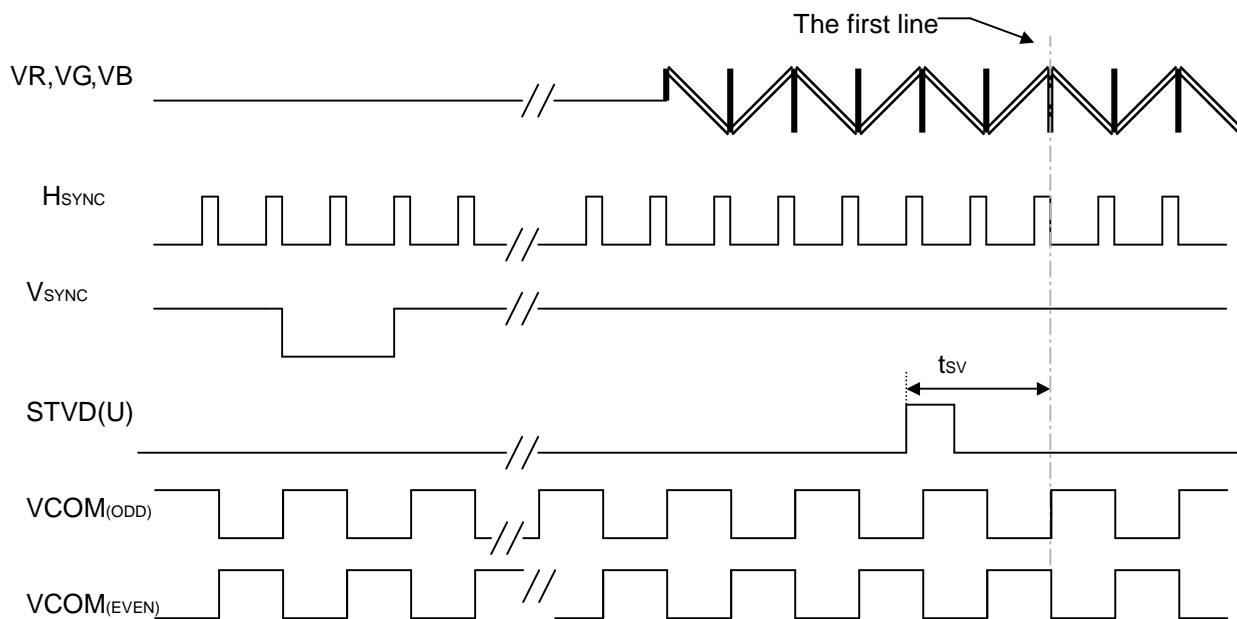 The first line
VR,VG,VB
HSYNC
VSYNC
tSV
STVD(U)
VCOM(ODD)
VCOM(EVEN)